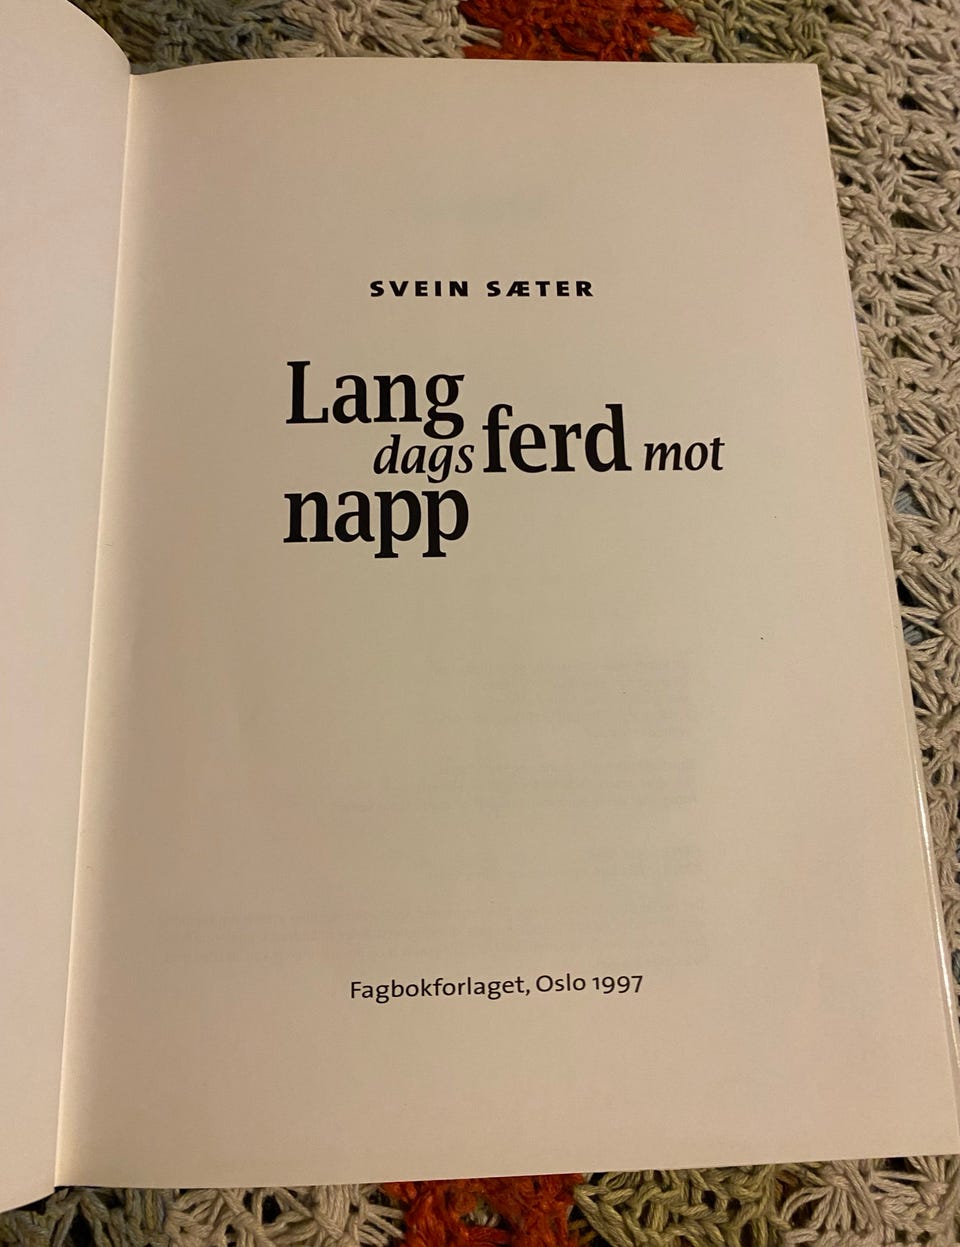 SVEIN SÆTER
Lang
dags ferd mot
napp
Fagbokforlaget, Oslo 1997